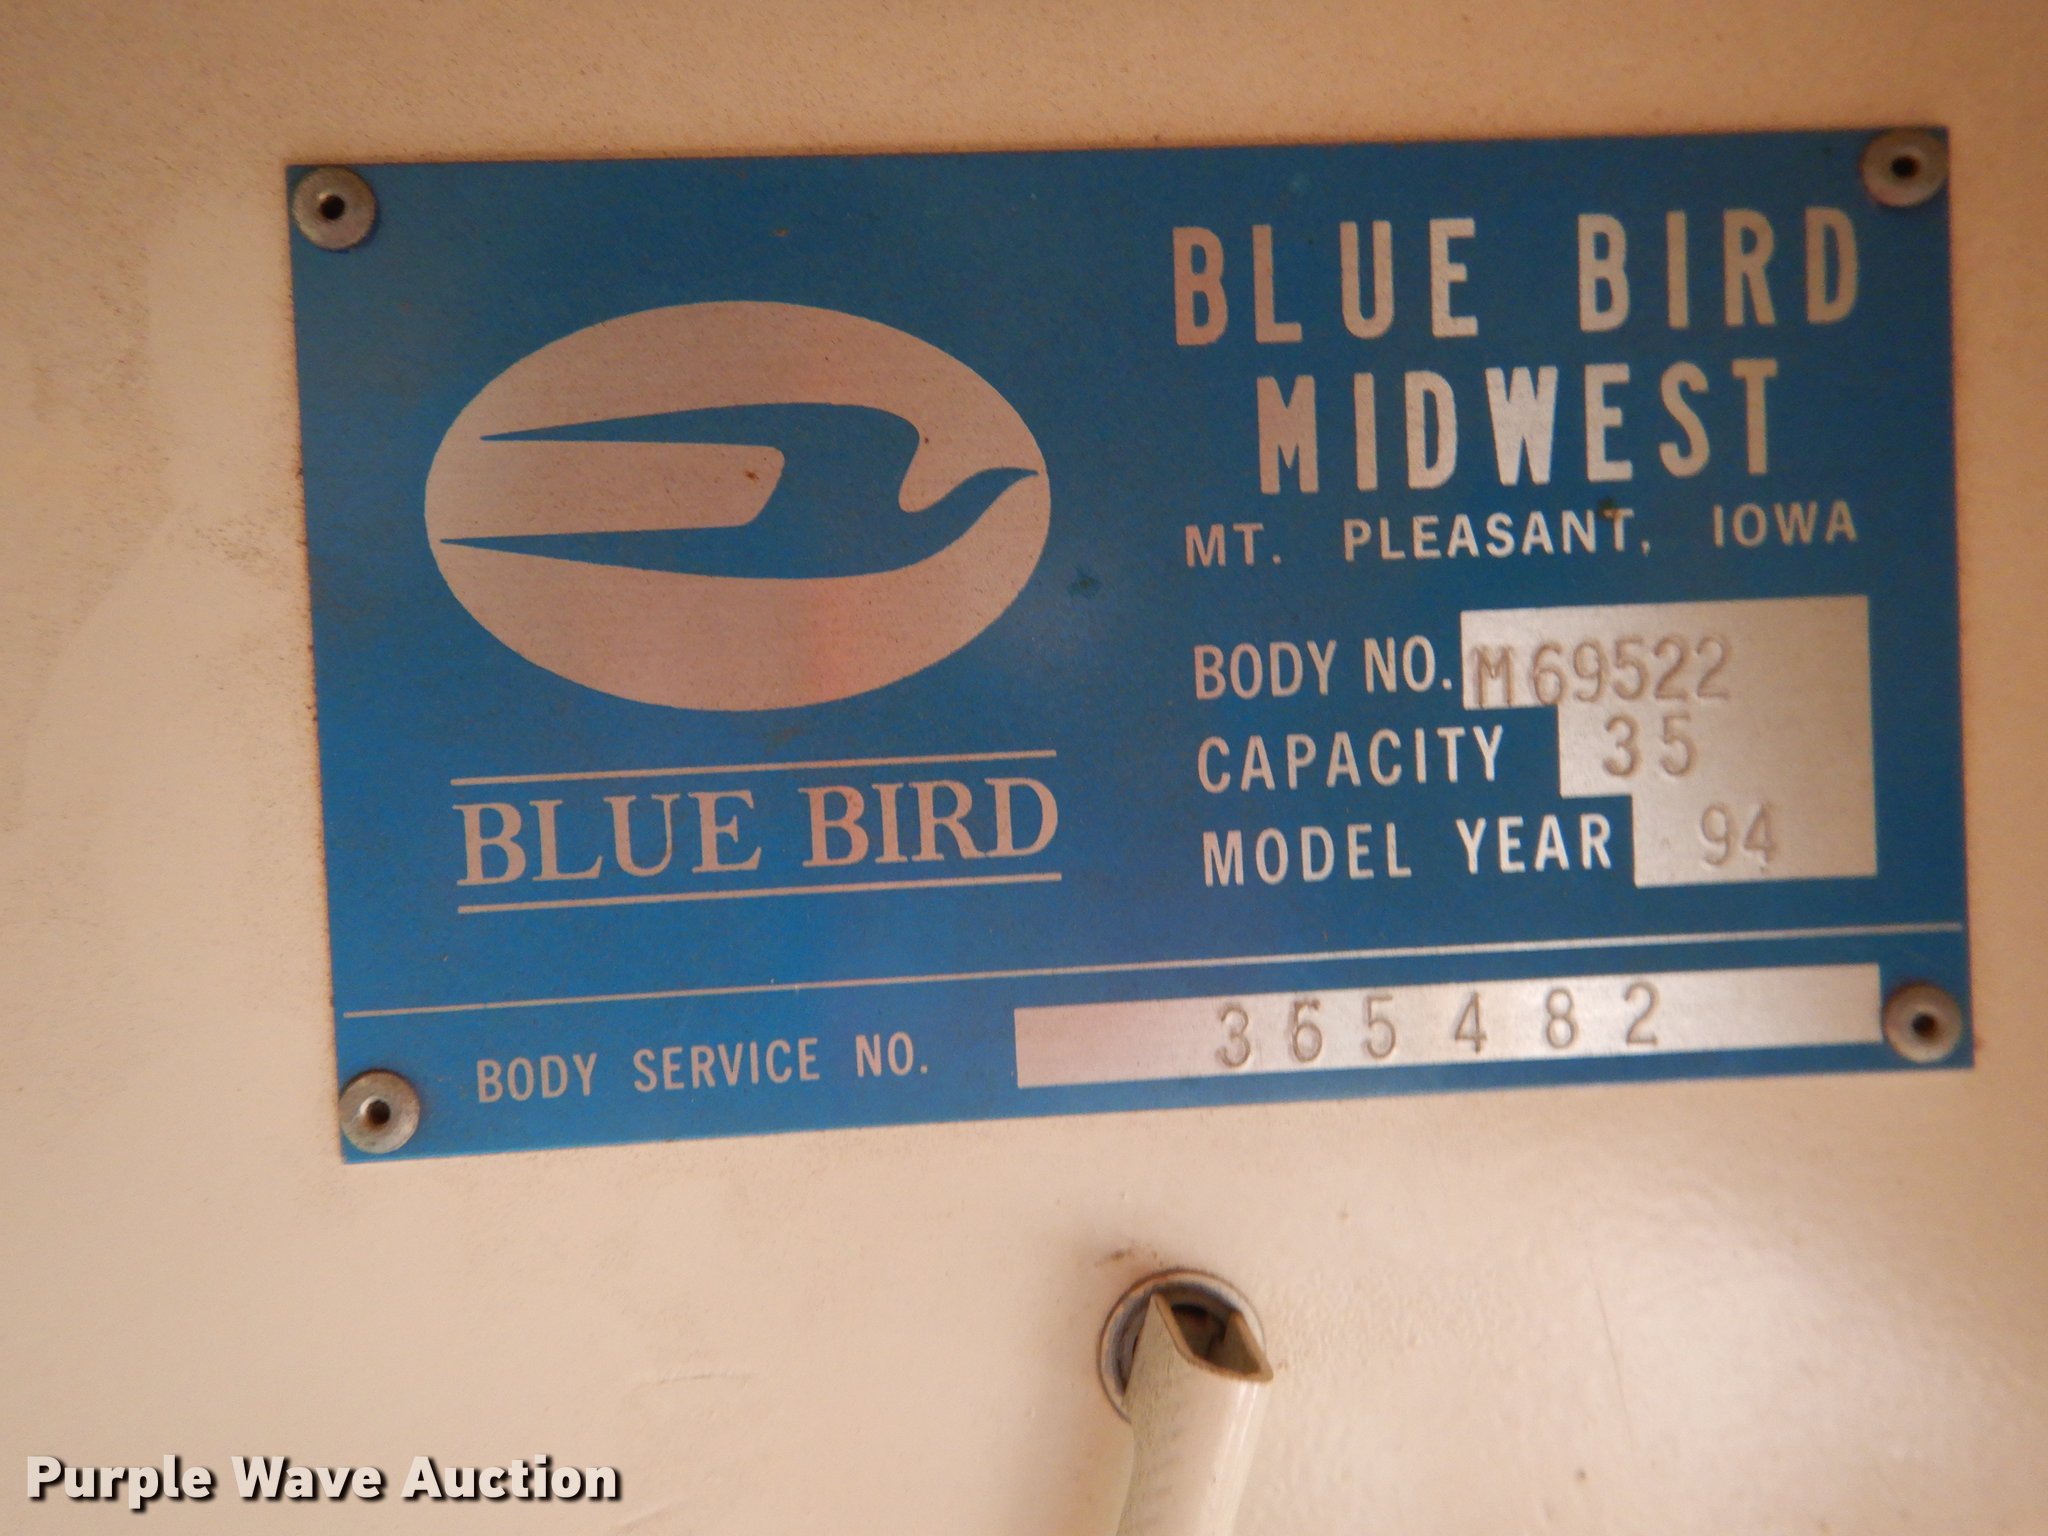 BLUE BIRD
MIDWEST
MT. PLEASANT, IOWA
BODY NO. M69522
CAPACITY 35
MODEL YEAR 94
BLUE BIRD
BODY SERVICE NO. 365482
Purple Wave Auction